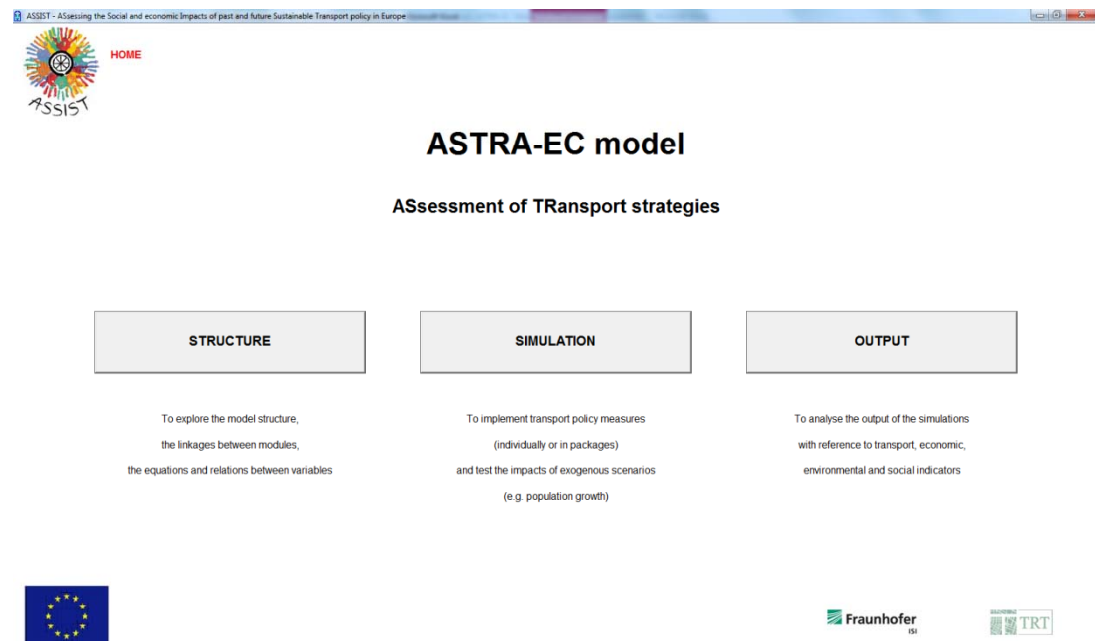 ASSIST - ASsessing the Social and economic Impacts of past and future Sustainable Transport policy in Europe
HOME
ASSIST
ASTRA-EC model
ASsessment of TRansport strategies
STRUCTURE
SIMULATION
OUTPUT
To explore the model structure,
the linkages between modules,
the equations and relations between variables
To implement transport policy measures
(individually or in packages)
and test the impacts of exogenous scenarios
(e.g. population growth)
To analyse the output of the simulations
with reference to transport, economic,
environmental and social indicators
Fraunhofer
ISI
TRT